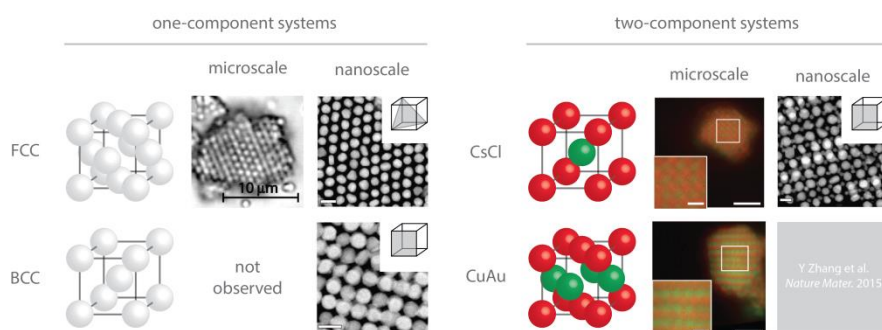 one-component systems
two-component systems
microscale
nanoscale
microscale
nanoscale
FCC
10 μm
CsCl
BCC
not
observed
CuAu
Y Zhang et al.
Nature Mater. 2015